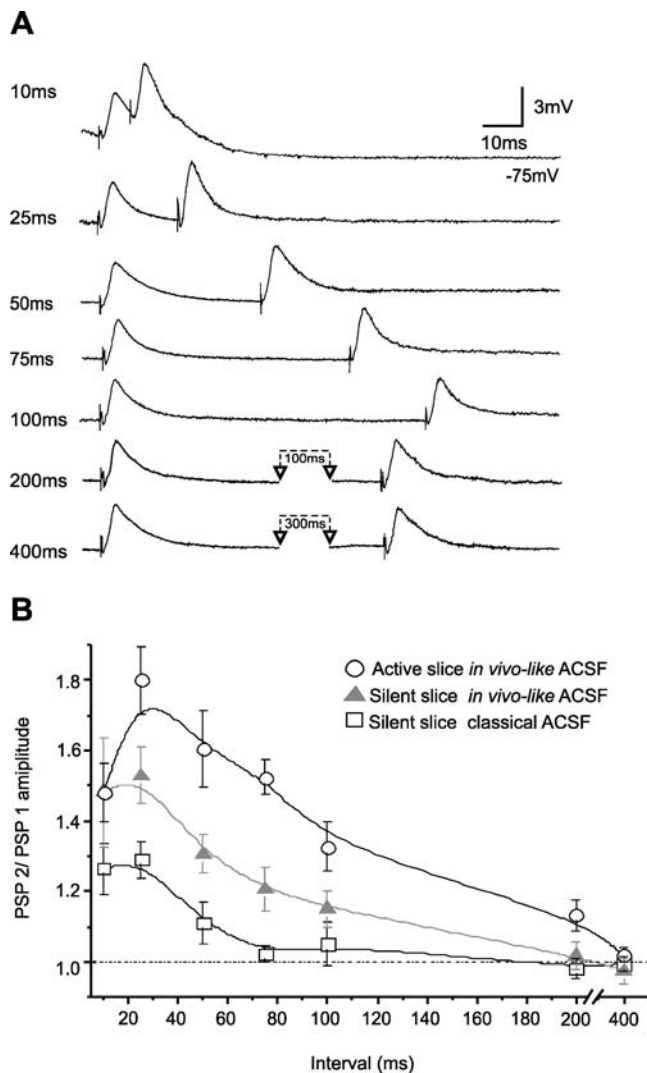 A
10ms
3mV
10ms
-75mV
25ms
50ms
75ms
100ms
100ms
200ms
300ms
400ms
B
Active slice in vivo-like ACSF
Silent slice in vivo-like ACSF
Silent slice classical ACSF
PSP 2/ PSP 1 amiplitude
1.8
1.6
1.4
1.2
1.0
20 40 60 80 100 120 140 160 180 200 400
Interval (ms)